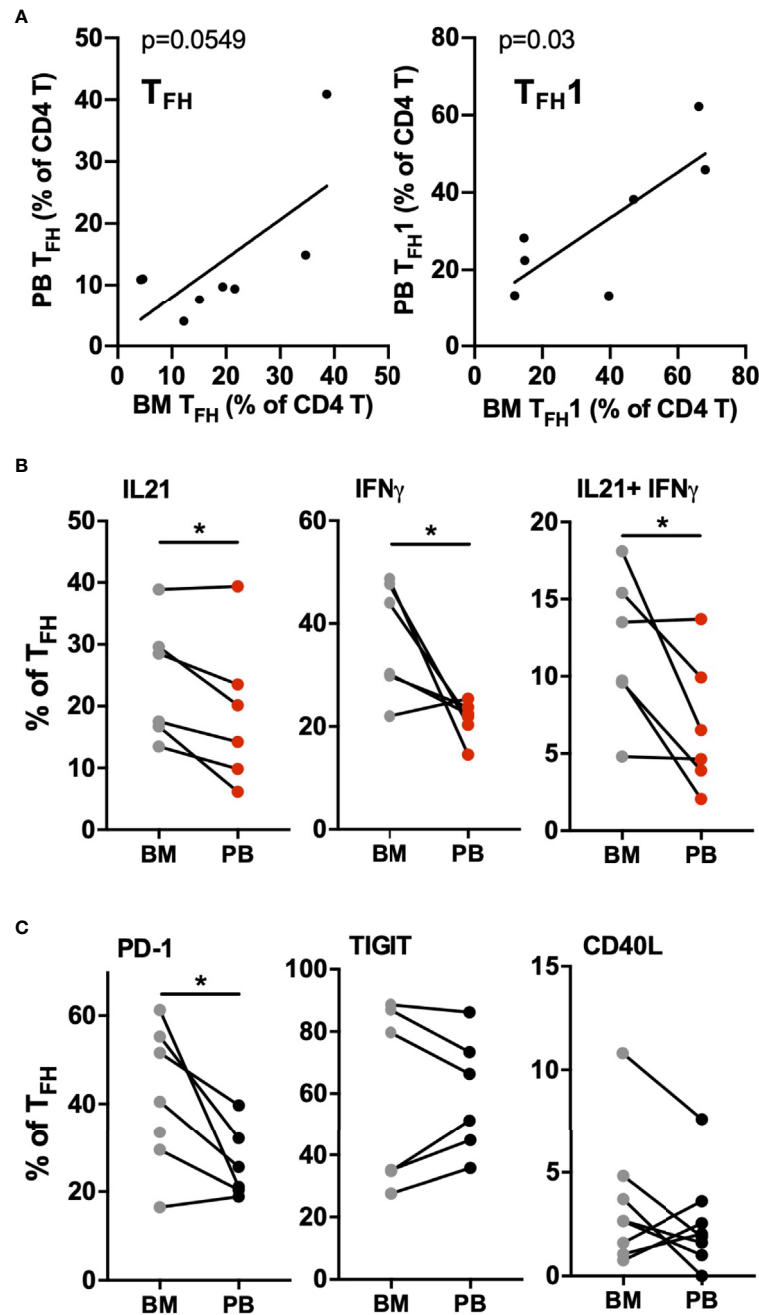 A
p=0.0549
TFH
PB TFH (% of CD4 T)
50
40
30
20
10
0
0 10 20 30 40 50
BM TFH (% of CD4 T)
p=0.03
TFH1
PB TFH1 (% of CD4 T)
80
60
40
20
0
0 20 40 60 80
BM TFH1 (% of CD4 T)
B
% of TFH
IL21
*
50
40
30
20
10
0
BM PB
IFNγ
*
60
40
20
0
BM PB
IL21+ IFNγ
*
20
15
10
5
0
BM PB
C
% of TFH
PD-1
*
60
40
20
0
BM PB
TIGIT
100
80
60
40
20
0
BM PB
CD40L
15
10
5
0
BM PB